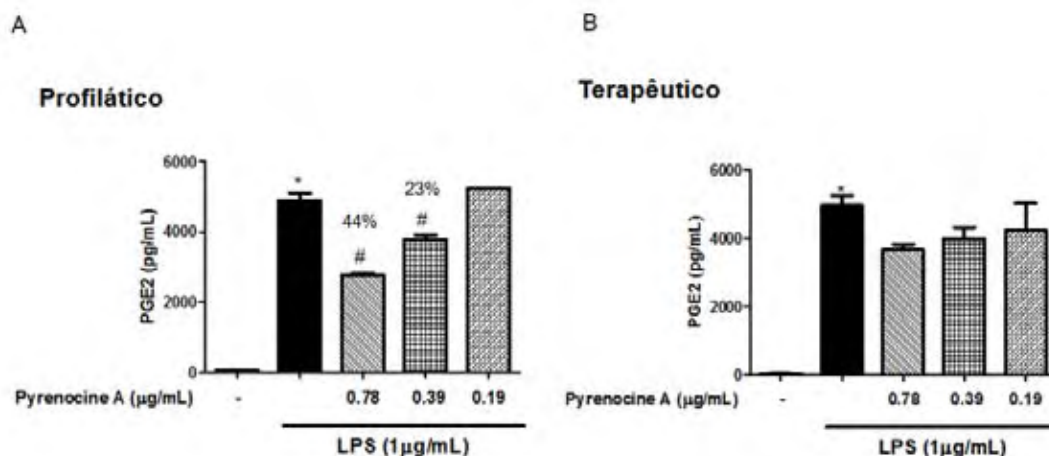 A
Profilático
6000
4000
2000
0
PGE2 (pg/mL)
*
44%
#
23%
#
Pyrenocine A (µg/mL) - 0.78 0.39 0.19
LPS (1µg/mL)
B
Terapêutico
6000
4000
2000
0
PGE2 (pg/mL)
*
Pyrenocine A (µg/mL) - 0.78 0.39 0.19
LPS (1µg/mL)